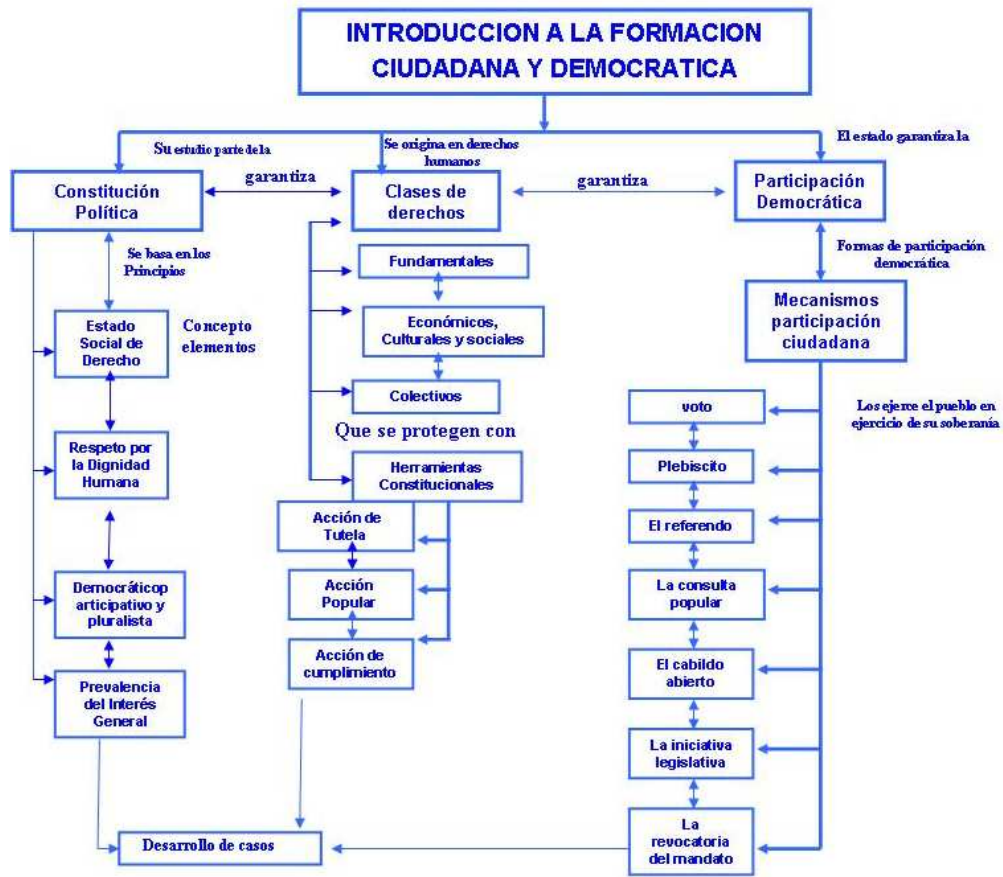 INTRODUCCION A LA FORMACION
CIUDADANA Y DEMOCRATICA
Su estudio parte de la
Se origina en derechos
humanos
El estado garantiza la
Constitución
Política
garantiza
Clases de
derechos
garantiza
Participación
Democrática
Se basa en los
Principios
Formas de participación
democrática
Fundamentales
Mecanismos
participación
ciudadana
Estado
Social de
Derecho
Concepto
elementos
Económicos,
Culturales y sociales
Colectivos
Los ejerce el pueblo en
ejercicio de su soberanía
voto
Que se protegen con
Respeto por
la Dignidad
Humana
Herramientas
Constitucionales
Plebiscito
Acción de
Tutela
El referendo
Democráticop
articipativo y
pluralista
Acción
Popular
La consulta
popular
Acción de
cumplimiento
El cabildo
abierto
Prevalencia
del Interés
General
La iniciativa
legislativa
Desarrollo de casos
La
revocatoria
del mandato